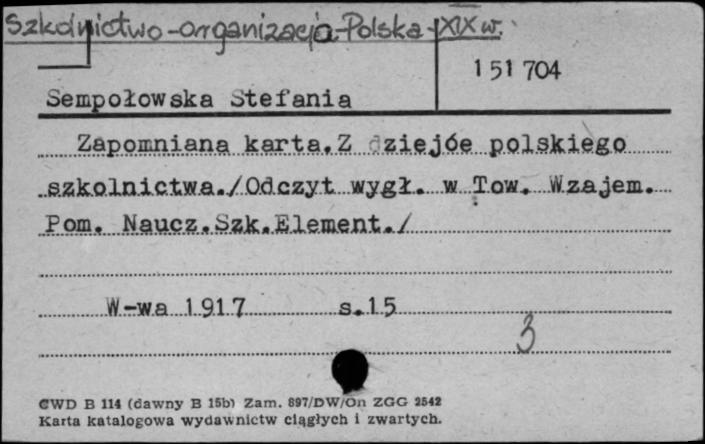 Szkolnictwo-organizacja-Polska-XIX w.
151 704
Sempołowska Stefania
Zapomniana karta. Z dziejóe polskiego
szkolnictwa./Odczyt wygł. w Tow. Wzajem.
Pom. Naucz.Szk.Element./
W-wa 1917 s.15
3
CWD B 114 (dawny B 15b) Zam. 897/DW/On ZGG 2542
Karta katalogowa wydawnictw ciągłych i zwartych.